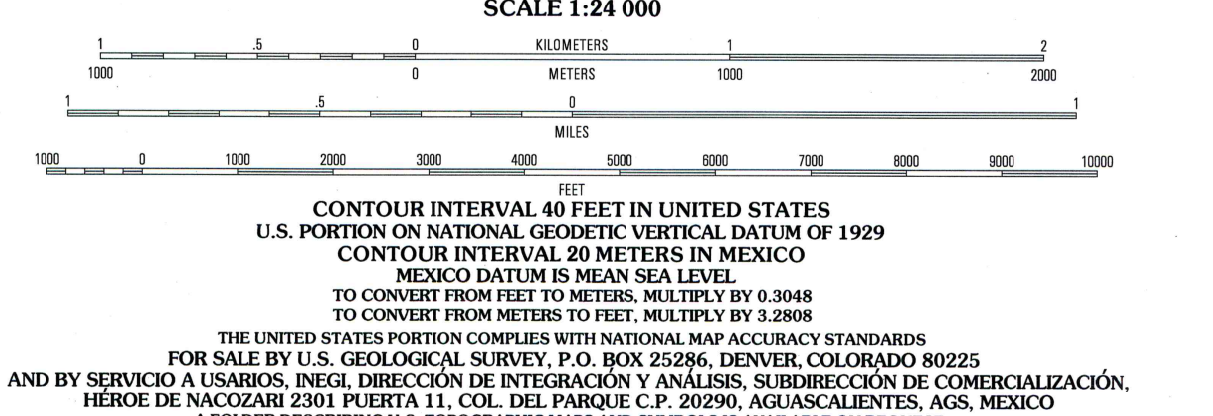 SCALE 1:24 000
1 .5 0 KILOMETERS 1 2
1000 0 METERS 1000 2000
1 .5 0 1
MILES
1000 0 1000 2000 3000 4000 5000 6000 7000 8000 9000 10000
FEET
CONTOUR INTERVAL 40 FEET IN UNITED STATES
U.S. PORTION ON NATIONAL GEODETIC VERTICAL DATUM OF 1929
CONTOUR INTERVAL 20 METERS IN MEXICO
MEXICO DATUM IS MEAN SEA LEVEL
TO CONVERT FROM FEET TO METERS, MULTIPLY BY 0.3048
TO CONVERT FROM METERS TO FEET, MULTIPLY BY 3.2808
THE UNITED STATES PORTION COMPLIES WITH NATIONAL MAP ACCURACY STANDARDS
FOR SALE BY U.S. GEOLOGICAL SURVEY, P.O. BOX 25286, DENVER, COLORADO 80225
AND BY SERVICIO A USARIOS, INEGI, DIRECCIÓN DE INTEGRACIÓN Y ANÁLISIS, SUBDIRECCIÓN DE COMERCIALIZACIÓN,
HÉROE DE NACOZARI 2301 PUERTA 11, COL. DEL PARQUE C.P. 20290, AGUASCALIENTES, AGS, MEXICO